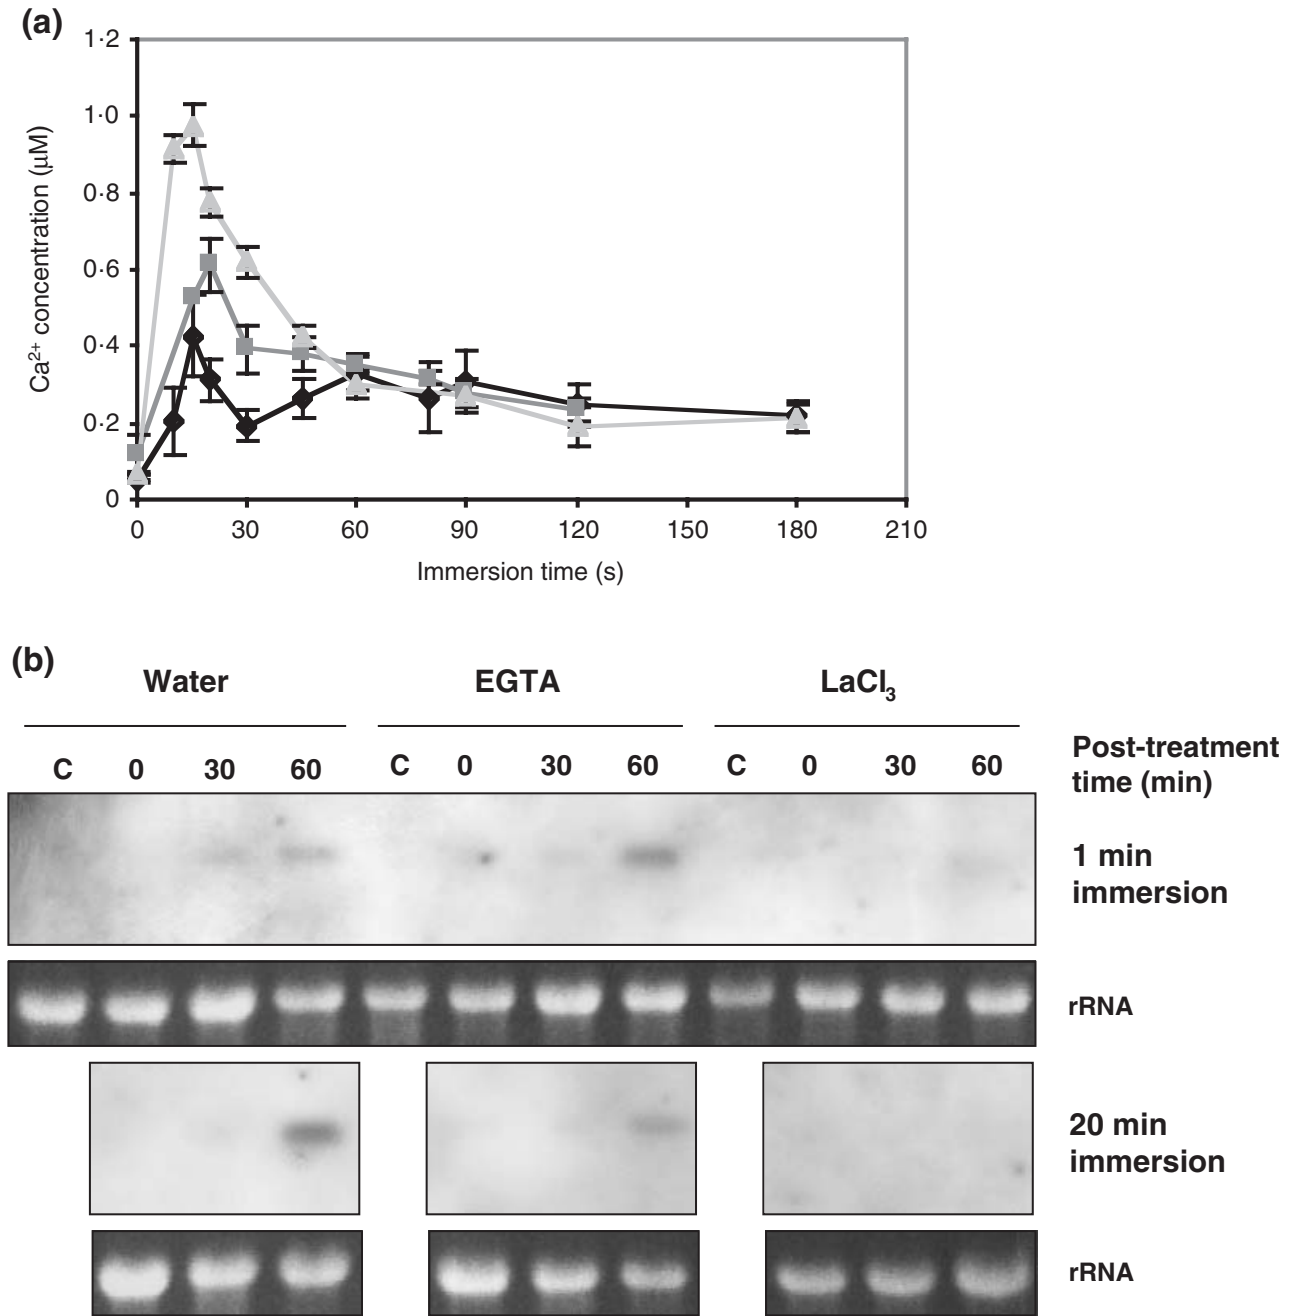 (a)
1·2
1·0
0·8
0·6
0·4
0·2
0
Ca²⁺ concentration (μM)
0 30 60 90 120 150 180 210
Immersion time (s)
(b)
Water EGTA LaCl₃
C 0 30 60 C 0 30 60 C 0 30 60
Post-treatment
time (min)
1 min
immersion
rRNA
20 min
immersion
rRNA